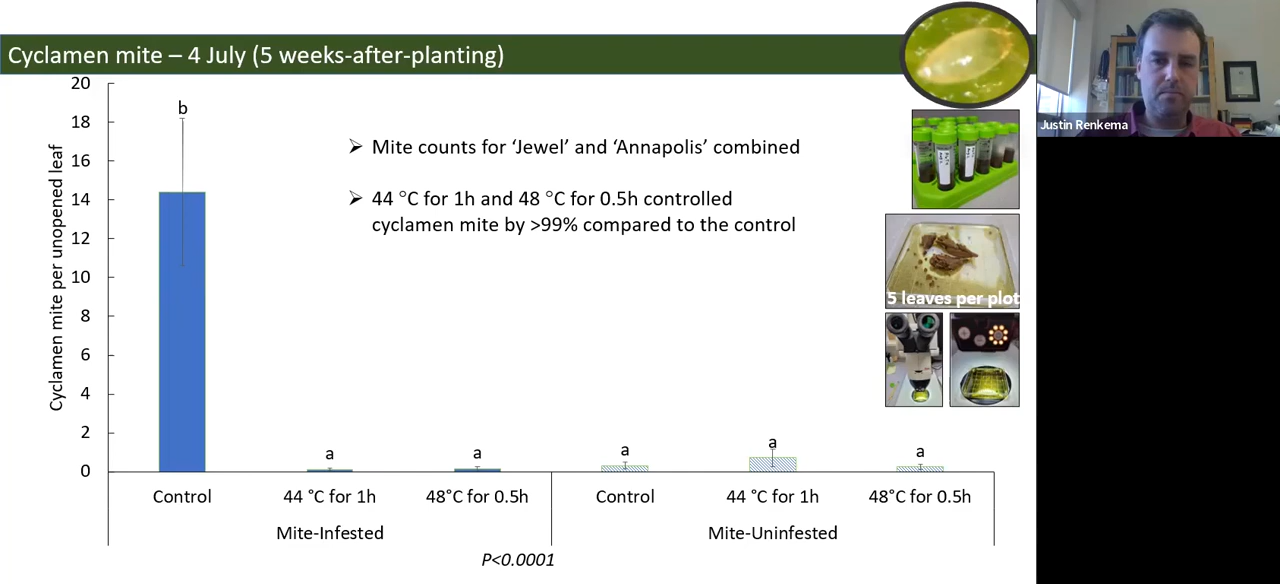 Cyclamen mite – 4 July (5 weeks-after-planting)
Justin Renkema
20
18
16
14
12
10
8
6
4
2
0
Cyclamen mite per unopened leaf
b
a
a
a
a
a
➢ Mite counts for ‘Jewel’ and ‘Annapolis’ combined
➢ 44 °C for 1h and 48 °C for 0.5h controlled
cyclamen mite by >99% compared to the control
5 leaves per plot
Control
44 °C for 1h
48°C for 0.5h
Control
44 °C for 1h
48°C for 0.5h
Mite-Infested
Mite-Uninfested
P<0.0001